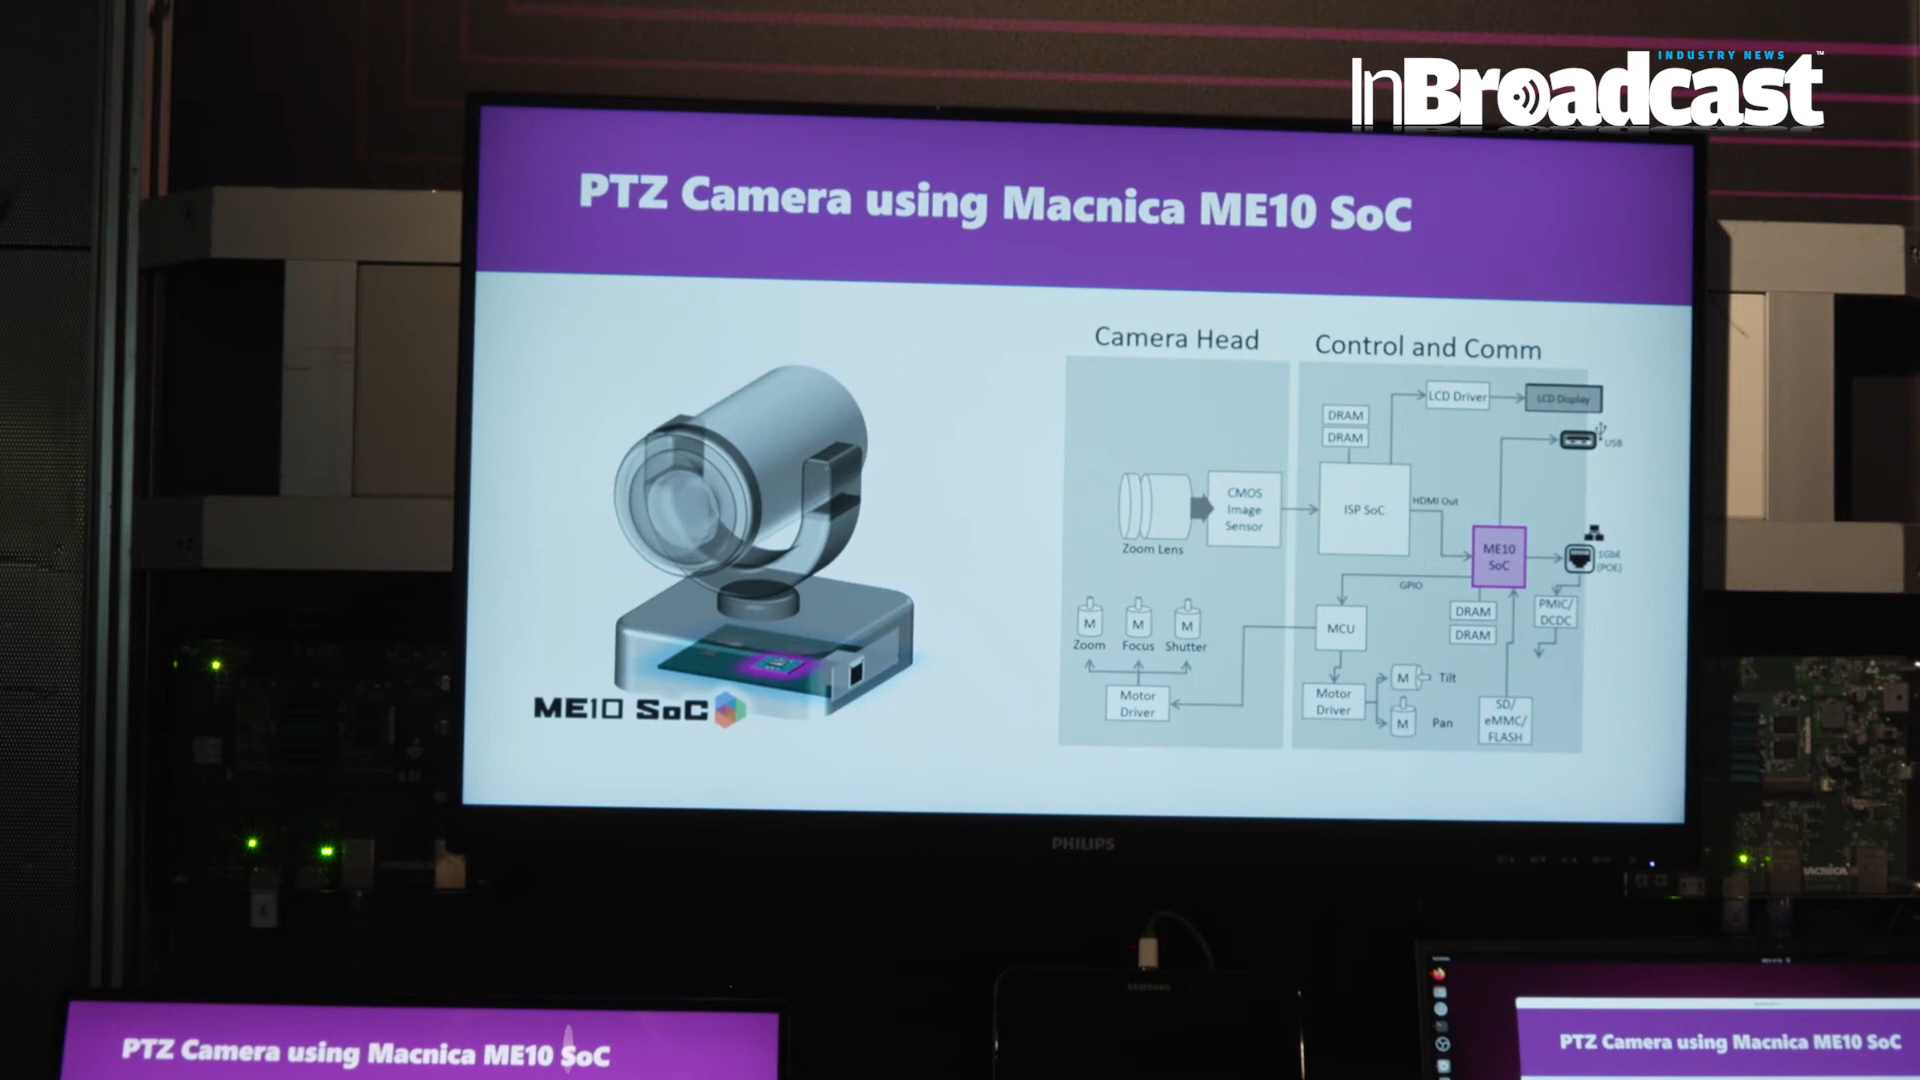 INDUSTRY NEWS
InBroadcast™
PTZ Camera using Macnica ME10 SoC
Camera Head
Control and Comm
LCD Driver
LCD Display
DRAM
DRAM
USB
CMOS
Image
Sensor
ISP SoC
HDMI Out
Zoom Lens
ME10
SoC
1GbE
(POE)
GPIO
DRAM
DRAM
PMIC/
DCDC
M
M
M
MCU
Zoom
Focus
Shutter
M
Tilt
Motor
Driver
Motor
Driver
M
Pan
SD/
eMMC/
FLASH
ME10 SoC
PHILIPS
MACNICA
SAMSUNG
PTZ Camera using Macnica ME10 SoC
PTZ Camera using Macnica ME10 SoC